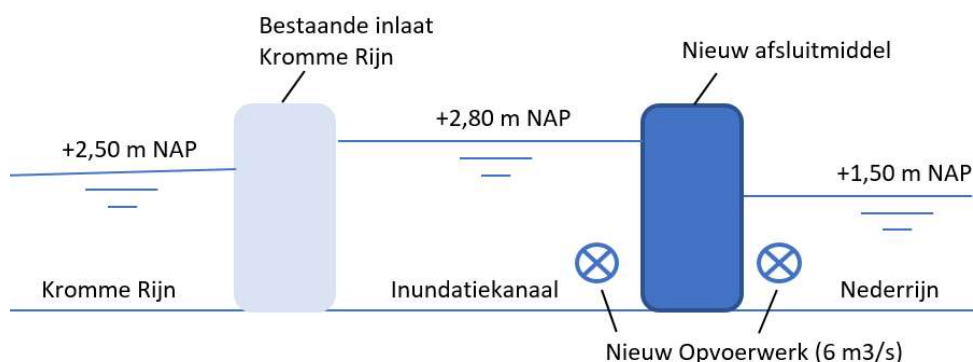 Bestaande inlaat
Kromme Rijn
Nieuw afsluitmiddel
+2,50 m NAP
+2,80 m NAP
+1,50 m NAP
Kromme Rijn
Inundatiekanaal
Nederrijn
Nieuw Opvoerwerk (6 m3/s)